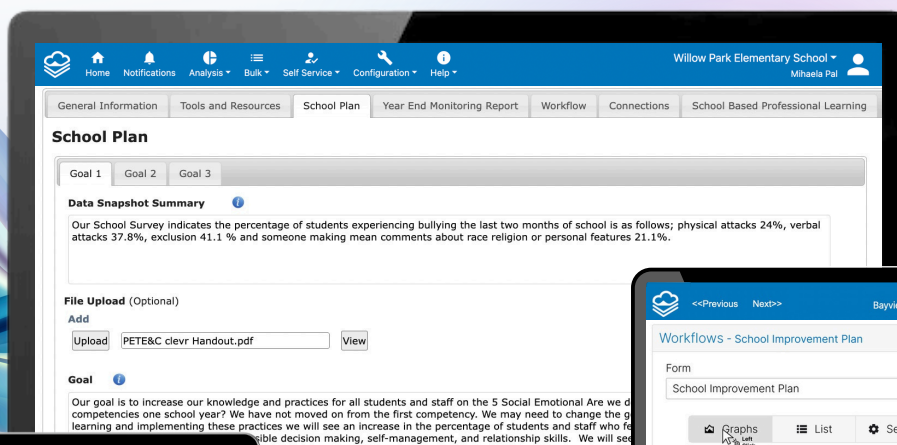 Home Notifications Analysis Bulk Self Service Configuration Help
Willow Park Elementary School
Mihaela Pal
General Information Tools and Resources School Plan Year End Monitoring Report Workflow Connections School Based Professional Learning
School Plan
Goal 1 Goal 2 Goal 3
Data Snapshot Summary
Our School Survey indicates the percentage of students experiencing bullying the last two months of school is as follows; physical attacks 24%, verbal
attacks 37.8%, exclusion 41.1 % and someone making mean comments about race religion or personal features 21.1%.
File Upload (Optional)
Add
Upload PETE&C clevr Handout.pdf View
Goal
Our goal is to increase our knowledge and practices for all students and staff on the 5 Social Emotional Are we d
competencies one school year? We have not moved on from the first competency. We may need to change the g
learning and implementing these practices we will see an increase in the percentage of students and staff who fe
sible decision making, self-management, and relationship skills. We will see
<<Previous Next>> Bayvi
Workflows - School Improvement Plan
Form
School Improvement Plan
Graphs List Se
Left